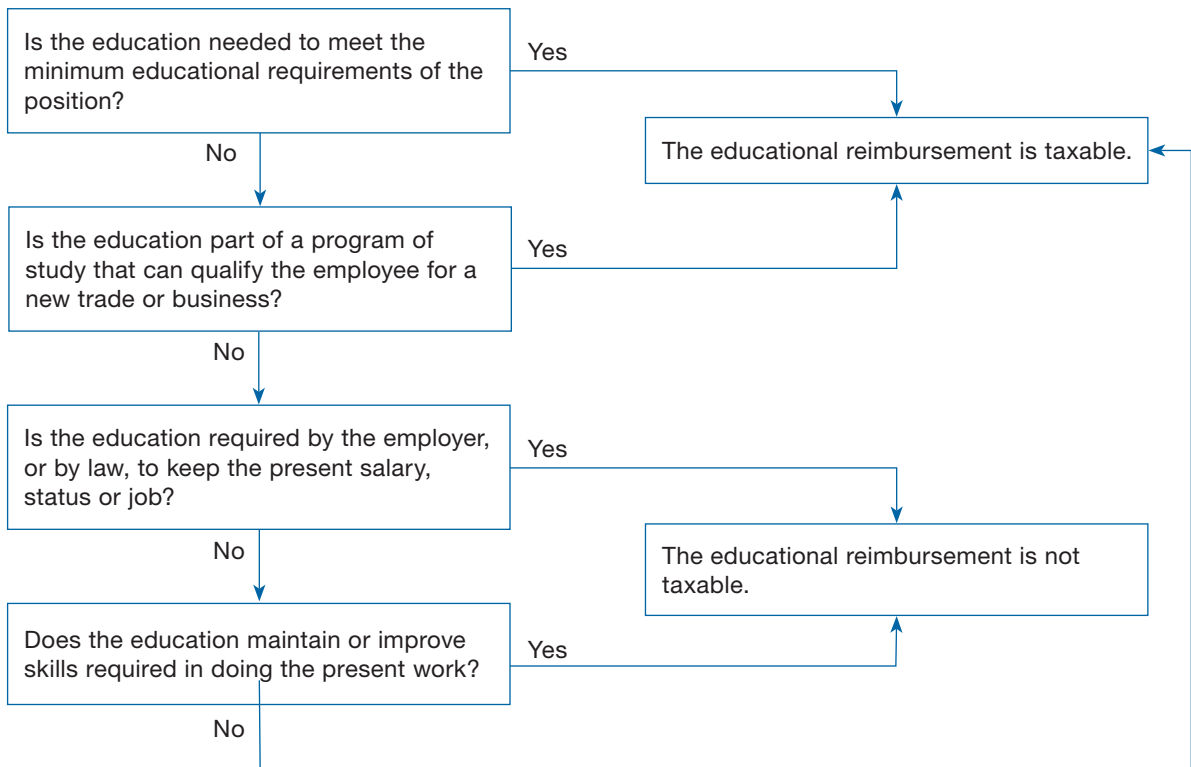 Is the education needed to meet the
minimum educational requirements of the
position?
Yes
No
The educational reimbursement is taxable.
Is the education part of a program of
study that can qualify the employee for a
new trade or business?
Yes
No
Is the education required by the employer,
or by law, to keep the present salary,
status or job?
Yes
No
The educational reimbursement is not
taxable.
Does the education maintain or improve
skills required in doing the present work?
Yes
No